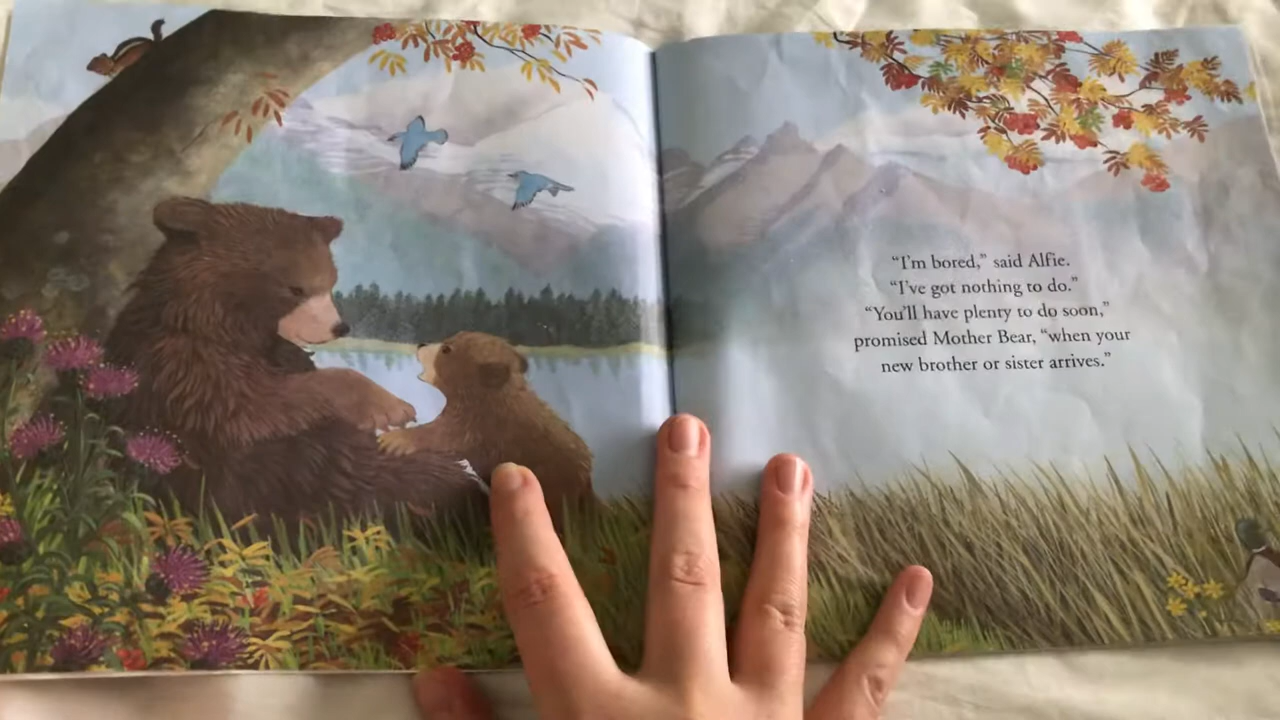 “I’m bored,” said Alfie.
“I’ve got nothing to do.”
“You’ll have plenty to do soon,”
promised Mother Bear, “when your
new brother or sister arrives.”